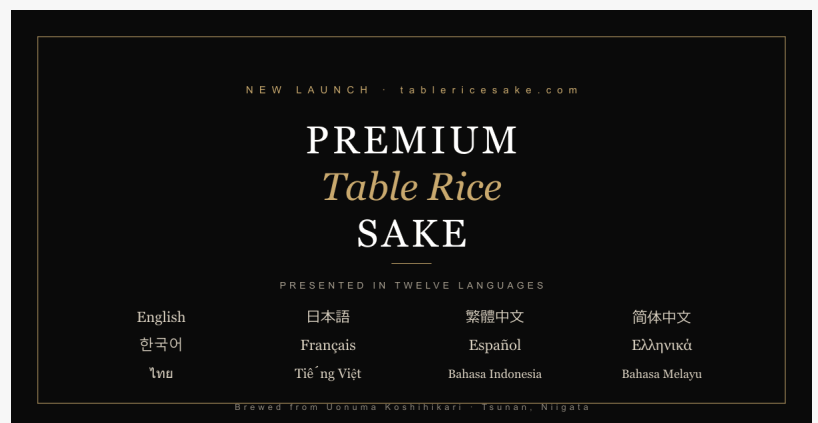 NEW LAUNCH · tablericesake.com
PREMIUM
Table Rice
SAKE
PRESENTED IN TWELVE LANGUAGES
English 日本語 繁體中文 简体中文
한국어 Français Español Ελληνικά
ไทย Tiếng Việt Bahasa Indonesia Bahasa Melayu
Brewed from Uonuma Koshihikari · Tsunan, Niigata